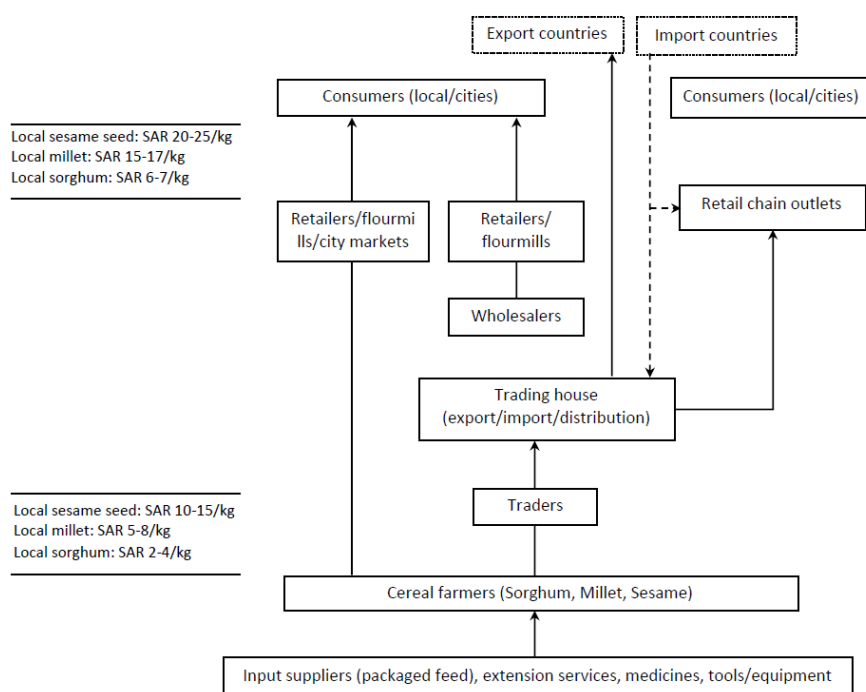 Export countries
Import countries
Consumers (local/cities)
Consumers (local/cities)
Local sesame seed: SAR 20-25/kg
Local millet: SAR 15-17/kg
Local sorghum: SAR 6-7/kg
Retailers/flourmi
lls/city markets
Retailers/
flourmills
Retail chain outlets
Wholesalers
Trading house
(export/import/distribution)
Local sesame seed: SAR 10-15/kg
Local millet: SAR 5-8/kg
Local sorghum: SAR 2-4/kg
Traders
Cereal farmers (Sorghum, Millet, Sesame)
Input suppliers (packaged feed), extension services, medicines, tools/equipment